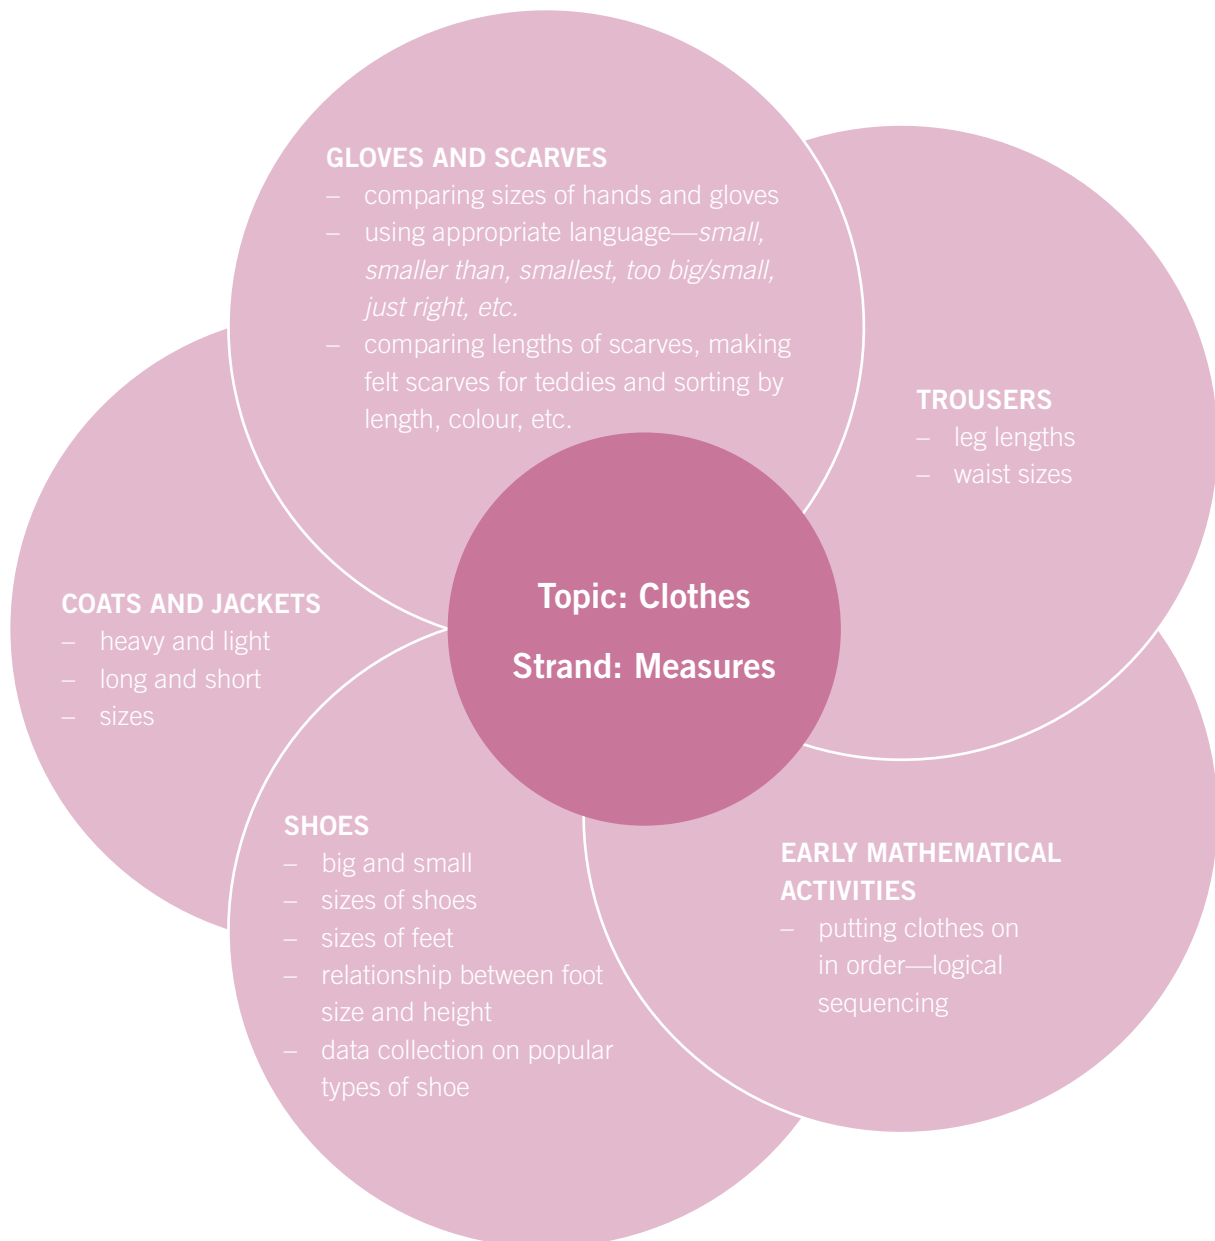 GLOVES AND SCARVES
– comparing sizes of hands and gloves
– using appropriate language—small,
smaller than, smallest, too big/small,
just right, etc.
– comparing lengths of scarves, making
felt scarves for teddies and sorting by
length, colour, etc.
TROUSERS
– leg lengths
– waist sizes
Topic: Clothes
Strand: Measures
COATS AND JACKETS
– heavy and light
– long and short
– sizes
SHOES
– big and small
– sizes of shoes
– sizes of feet
– relationship between foot
size and height
– data collection on popular
types of shoe
EARLY MATHEMATICAL
ACTIVITIES
– putting clothes on
in order—logical
sequencing